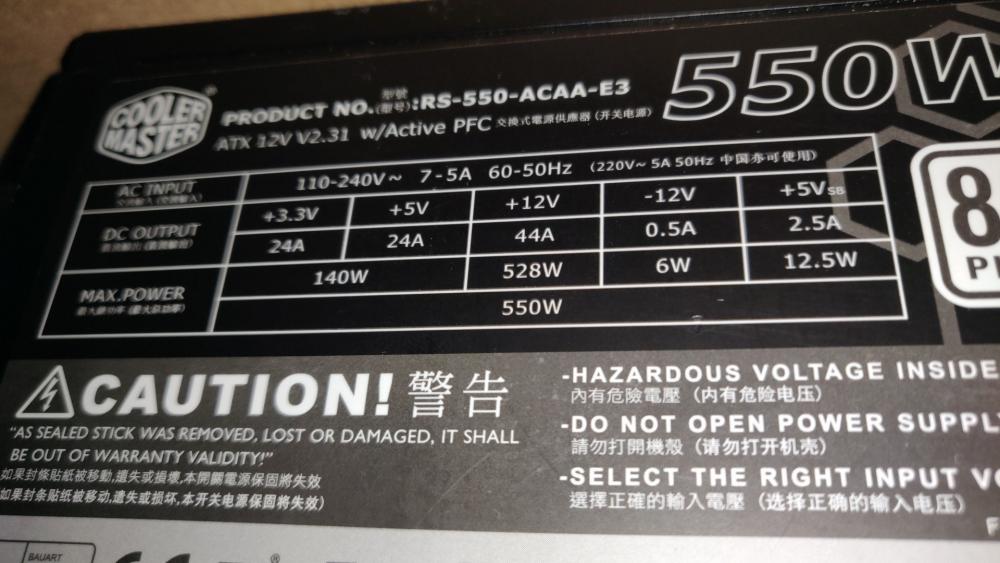 COOLER MASTER
550W
PRODUCT NO.(型號 型号):RS-550-ACAA-E3
ATX 12V V2.31 w/Active PFC 交換式電源供應器 (开关电源)
AC INPUT 110-240V~ 7-5A 60-50Hz (220V~ 5A 50Hz 中国亦可使用)
DC OUTPUT +3.3V +5V +12V -12V +5VSB
24A 24A 44A 0.5A 2.5A
MAX.POWER 140W 528W 6W 12.5W
550W
8
CAUTION! 警告
"AS SEALED STICK WAS REMOVED, LOST OR DAMAGED, IT SHALL
BE OUT OF WARRANTY VALIDITY!"
如果封條貼紙被移動,遺失或損壞,本開關電源保固將失效
如果封条贴纸被移动,遗失或损坏,本开关电源保固将失效)
-HAZARDOUS VOLTAGE INSIDE
內有危險電壓 (内有危险电压)
-DO NOT OPEN POWER SUPPL
請勿打開機殼 (请勿打开机壳)
-SELECT THE RIGHT INPUT VO
選擇正確的輸入電壓 (选择正确的输入电压)
BAUART